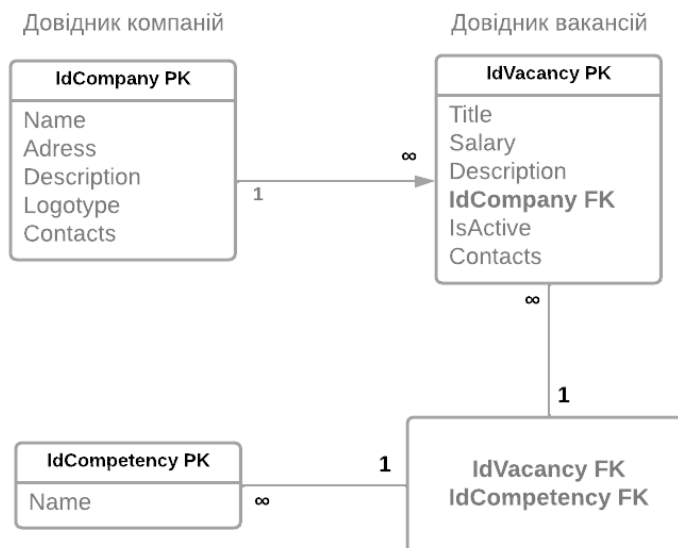 Довідник компаній
IdCompany PK
Name
Adress
Description
Logotype
Contacts
1
∞
Довідник вакансій
IdVacancy PK
Title
Salary
Description
IdCompany FK
IsActive
Contacts
∞
1
IdCompetency PK
Name
∞
1
IdVacancy FK
IdCompetency FK